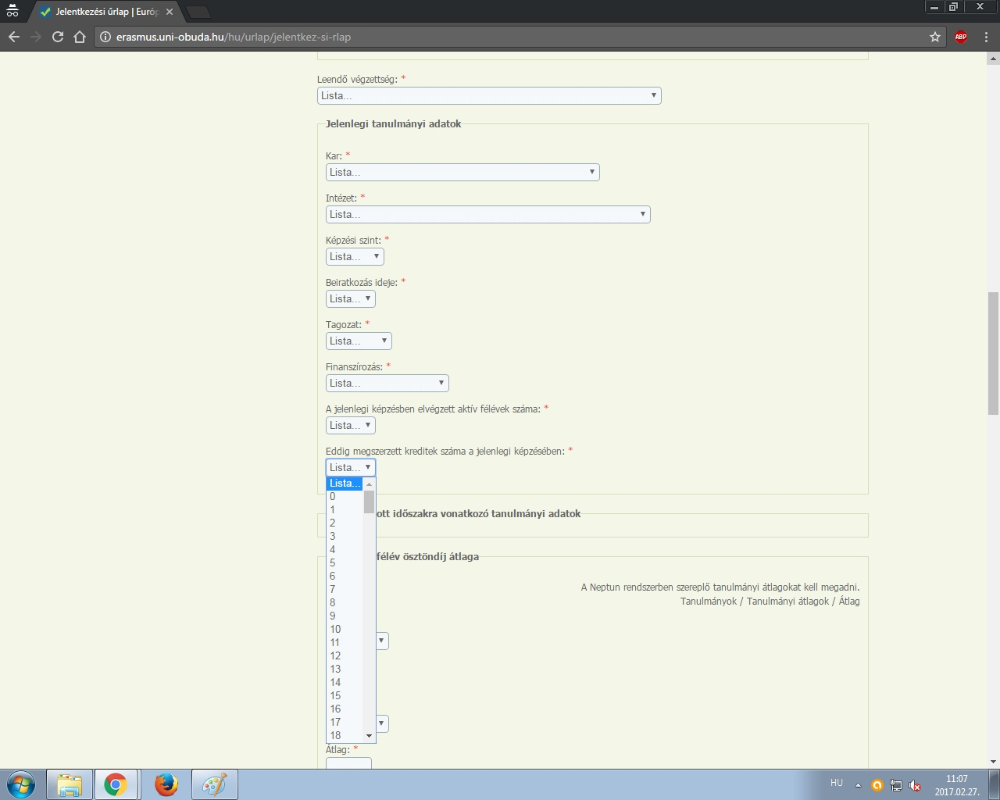 Jelentkezési űrlap | Európ
erasmus.uni-obuda.hu/hu/urlap/jelentkez-si-rlap
ABP
Leendő végzettség: *
Lista...
Jelenlegi tanulmányi adatok
Kar: *
Lista...
Intézet: *
Lista...
Képzési szint: *
Lista...
Beiratkozás ideje: *
Lista...
Tagozat: *
Lista...
Finanszírozás: *
Lista...
A jelenlegi képzésben elvégzett aktív félévek száma: *
Lista...
Eddig megszerzett kreditek száma a jelenlegi képzésében: *
Lista...
Lista...
0
1
2
ott időszakra vonatkozó tanulmányi adatok
3
4
5
félév ösztöndíj átlaga
6
7
A Neptun rendszerben szereplő tanulmányi átlagokat kell megadni.
8
Tanulmányok / Tanulmányi átlagok / Átlag
9
10
11
12
13
14
15
16
17
18
Átlag: *
HU
11:07
2017.02.27.